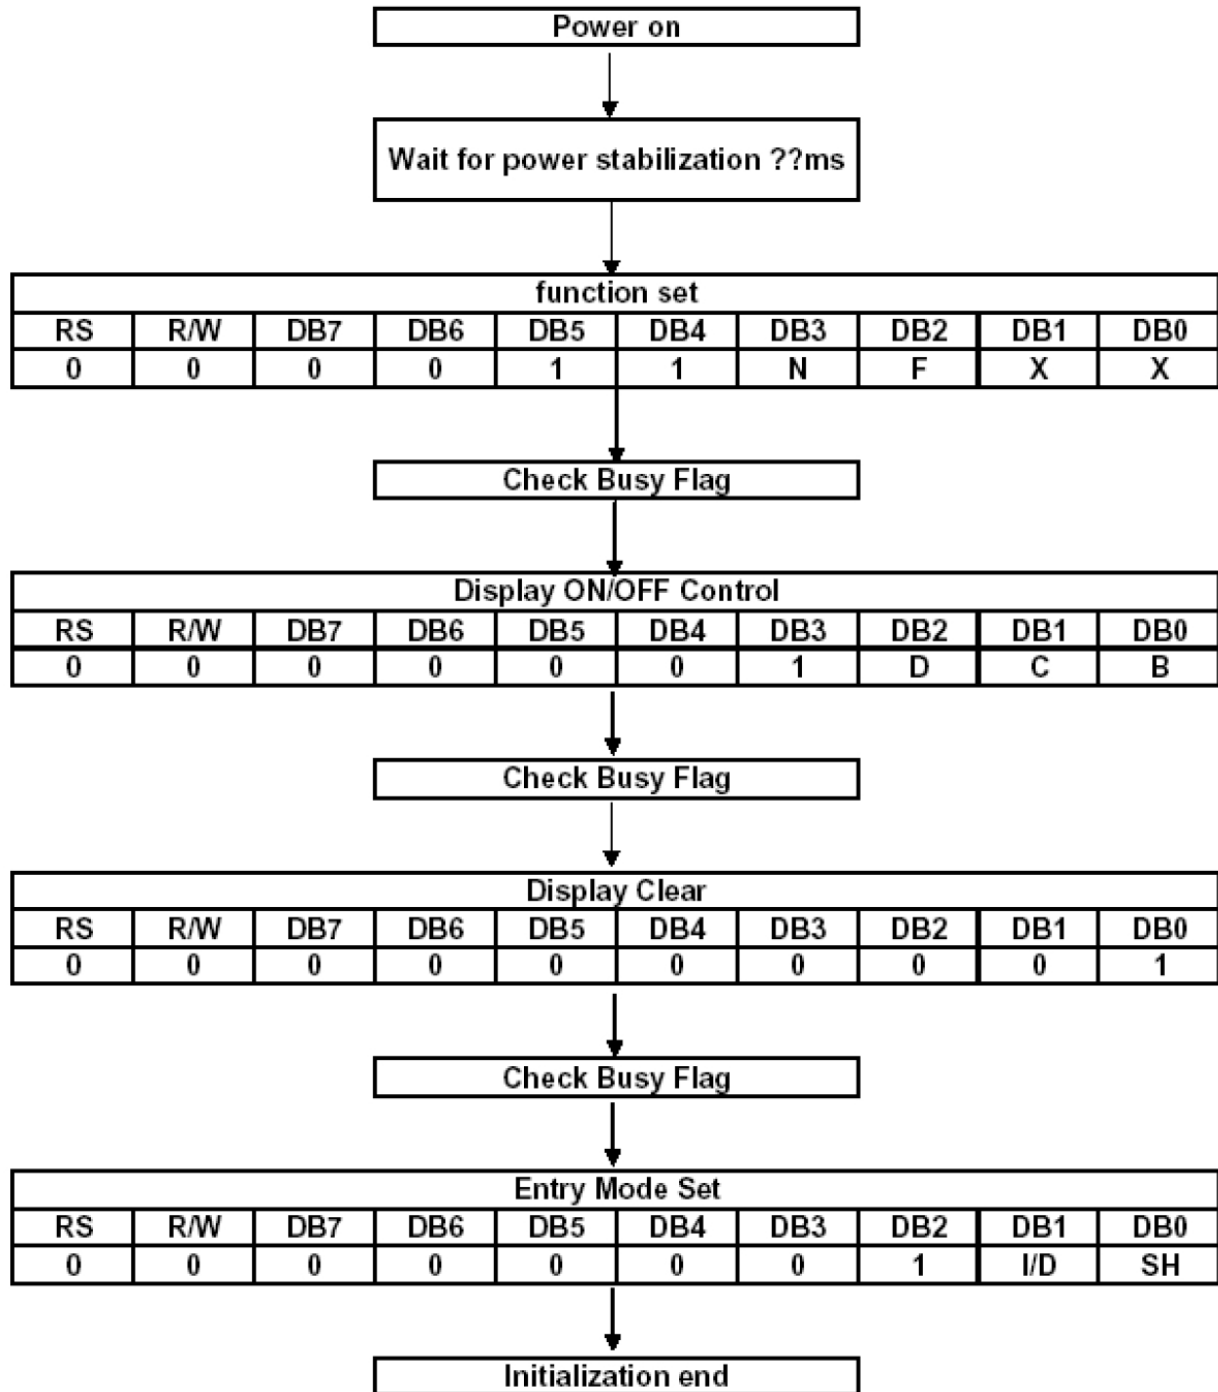 Power on
Wait for power stabilization ??ms
function set
RS R/W DB7 DB6 DB5 DB4 DB3 DB2 DB1 DB0
0 0 0 0 1 1 N F X X
Check Busy Flag
Display ON/OFF Control
RS R/W DB7 DB6 DB5 DB4 DB3 DB2 DB1 DB0
0 0 0 0 0 0 1 D C B
Check Busy Flag
Display Clear
RS R/W DB7 DB6 DB5 DB4 DB3 DB2 DB1 DB0
0 0 0 0 0 0 0 0 0 1
Check Busy Flag
Entry Mode Set
RS R/W DB7 DB6 DB5 DB4 DB3 DB2 DB1 DB0
0 0 0 0 0 0 0 1 I/D SH
Initialization end